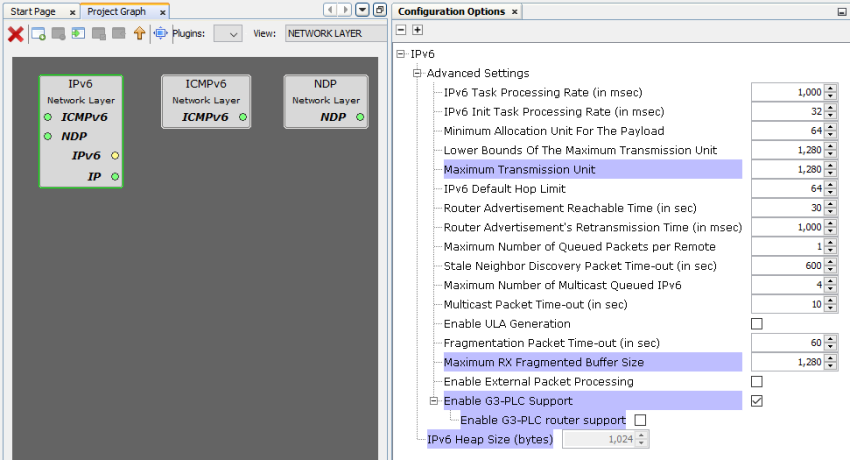 Start Page x Project Graph x
Plugins: View: NETWORK LAYER
IPv6
Network Layer
ICMPv6
NDP
IPv6
IP
ICMPv6
Network Layer
ICMPv6
NDP
Network Layer
NDP
Configuration Options x
IPv6
Advanced Settings
IPv6 Task Processing Rate (in msec) 1,000
IPv6 Init Task Processing Rate (in msec) 32
Minimum Allocation Unit For The Payload 64
Lower Bounds Of The Maximum Transmission Unit 1,280
Maximum Transmission Unit 1,280
IPv6 Default Hop Limit 64
Router Advertisement Reachable Time (in sec) 30
Router Advertisement's Retransmission Time (in msec) 1,000
Maximum Number of Queued Packets per Remote 1
Stale Neighbor Discovery Packet Time-out (in sec) 600
Maximum Number of Multicast Queued IPv6 4
Multicast Packet Time-out (in sec) 10
Enable ULA Generation
Fragmentation Packet Time-out (in sec) 60
Maximum RX Fragmented Buffer Size 1,280
Enable External Packet Processing
Enable G3-PLC Support
Enable G3-PLC router support
IPv6 Heap Size (bytes) 1,024